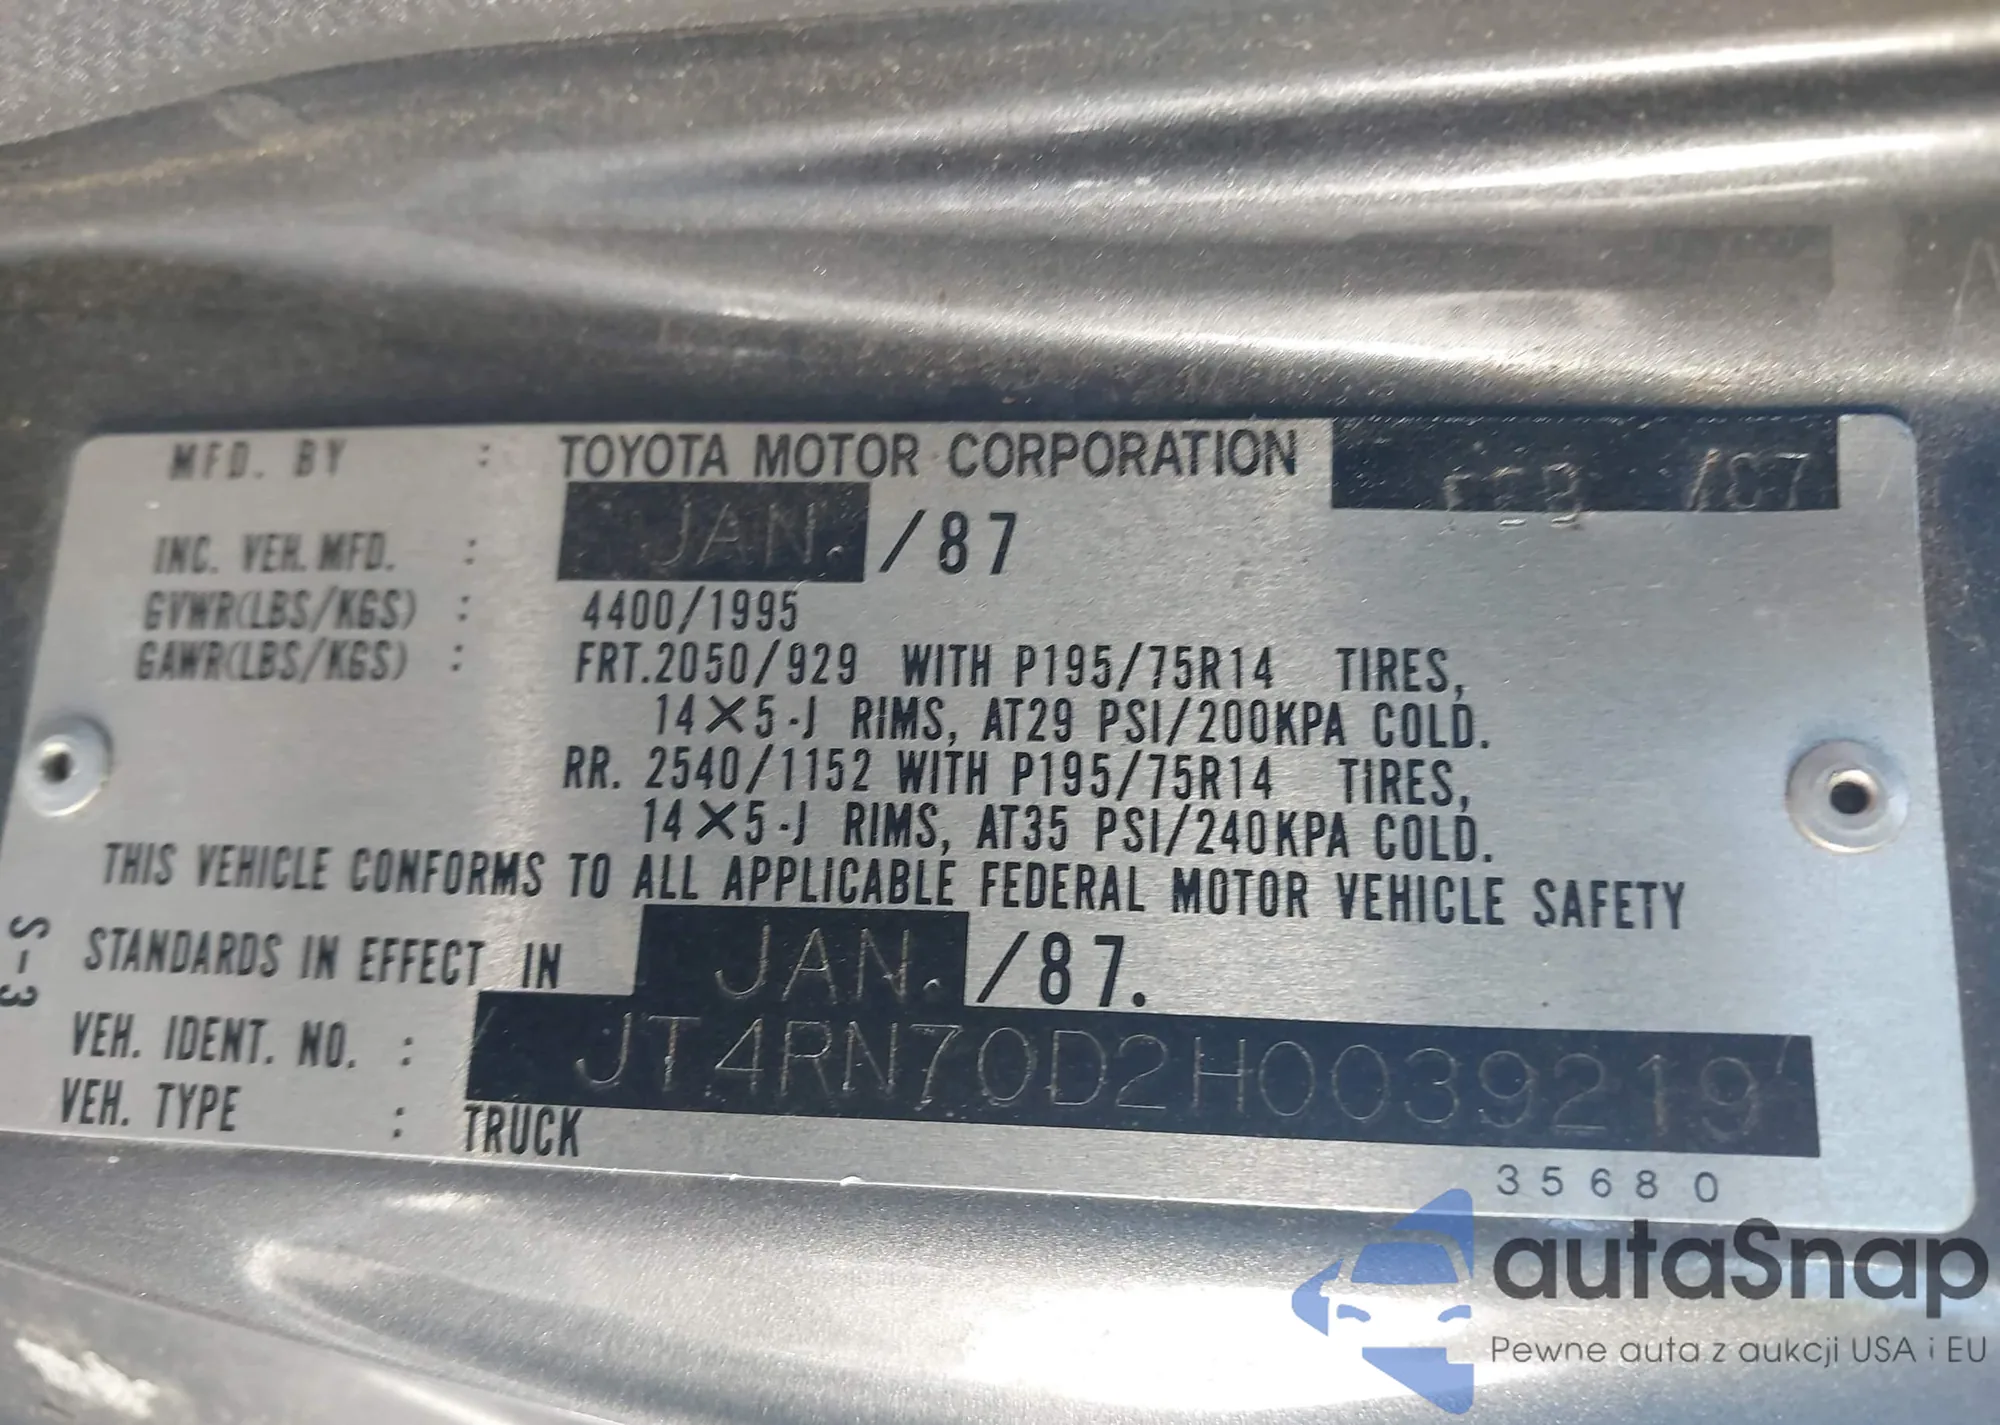 MFD. BY : TOYOTA MOTOR CORPORATION
INC. VEH. MFD. : JAN. /87
GVWR(LBS/KGS) : 4400/1995
GAWR(LBS/KGS) : FRT.2050/929 WITH P195/75R14 TIRES,
14×5-J RIMS, AT29 PSI/200KPA COLD.
RR. 2540/1152 WITH P195/75R14 TIRES,
14×5-J RIMS, AT35 PSI/240KPA COLD.
THIS VEHICLE CONFORMS TO ALL APPLICABLE FEDERAL MOTOR VEHICLE SAFETY
STANDARDS IN EFFECT IN JAN. /87.
VEH. IDENT. NO. : JT4RN70D2H0039219
VEH. TYPE : TRUCK
35680
S-3
autaSnap
Pewne auta z aukcji USA i EU